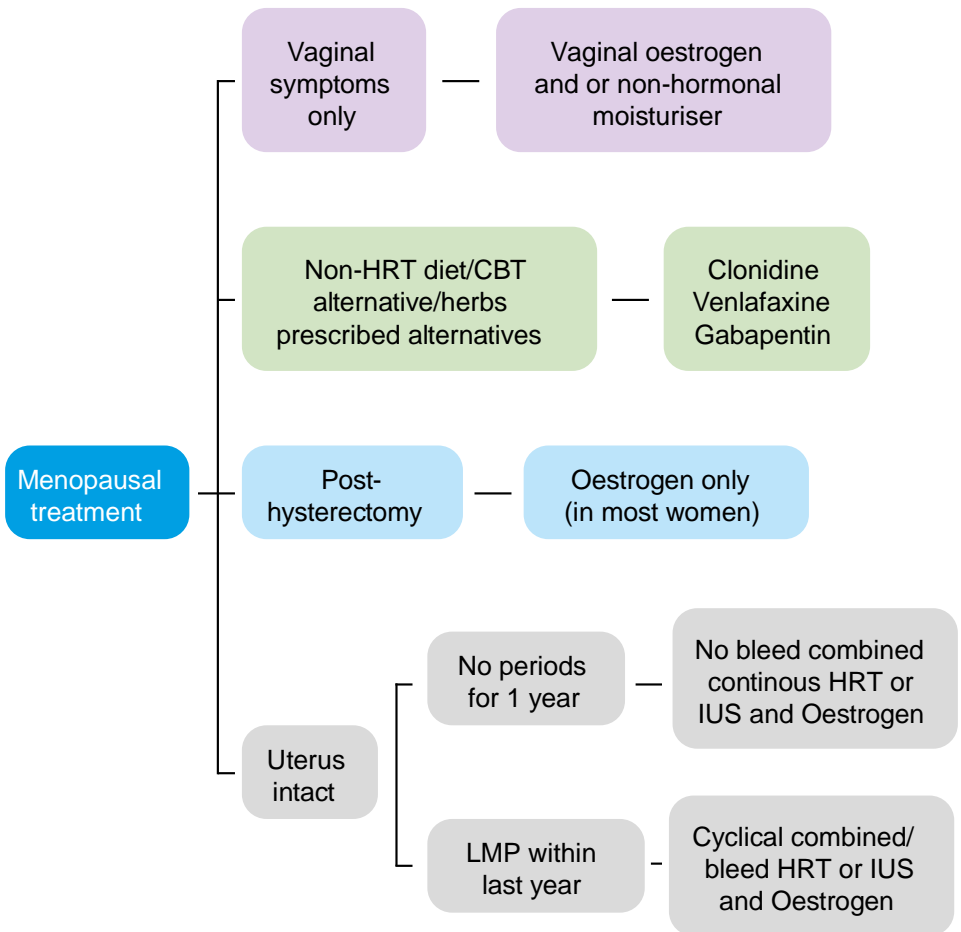 Vaginal
symptoms
only
Vaginal oestrogen
and or non-hormonal
moisturiser
Non-HRT diet/CBT
alternative/herbs
prescribed alternatives
Clonidine
Venlafaxine
Gabapentin
Menopausal
treatment
Post-
hysterectomy
Oestrogen only
(in most women)
Uterus
intact
No periods
for 1 year
No bleed combined
continous HRT or
IUS and Oestrogen
LMP within
last year
Cyclical combined/
bleed HRT or IUS
and Oestrogen